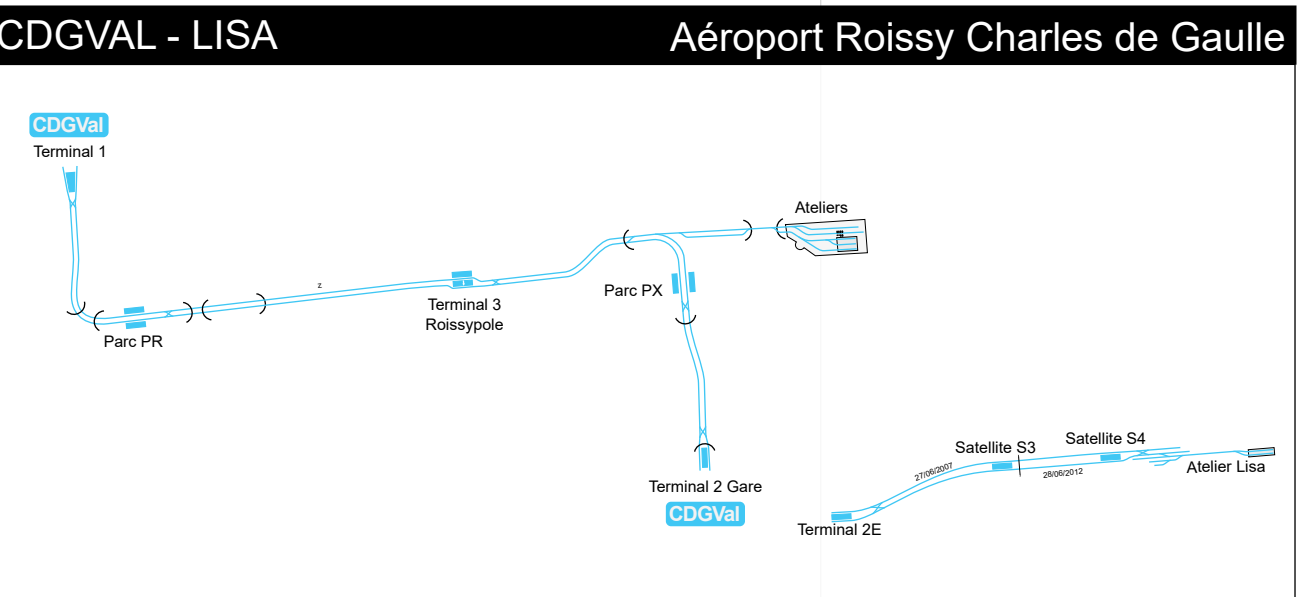 CDGVAL - LISA
Aéroport Roissy Charles de Gaulle
CDGVal
Terminal 1
Ateliers
z
Terminal 3
Roissypole
Parc PX
Parc PR
Satellite S3
Satellite S4
27/06/2007
28/06/2012
Atelier Lisa
Terminal 2 Gare
CDGVal
Terminal 2E